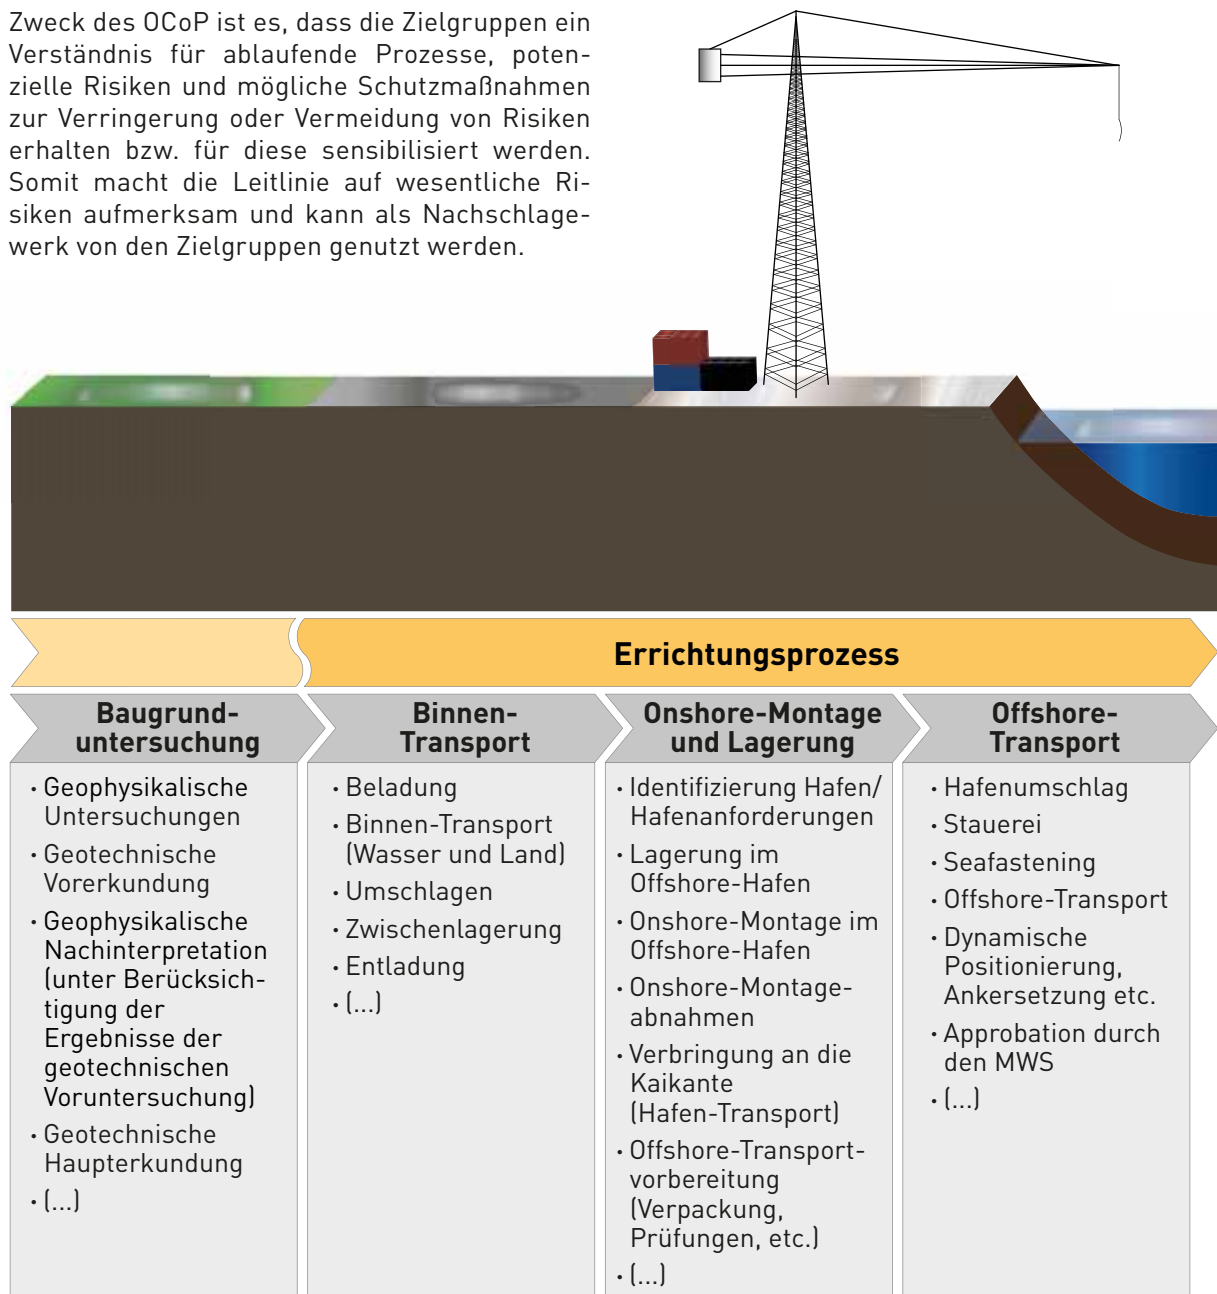 Zweck des OCoP ist es, dass die Zielgruppen ein
Verständnis für ablaufende Prozesse, poten-
zielle Risiken und mögliche Schutzmaßnahmen
zur Verringerung oder Vermeidung von Risiken
erhalten bzw. für diese sensibilisiert werden.
Somit macht die Leitlinie auf wesentliche Ri-
siken aufmerksam und kann als Nachschlage-
werk von den Zielgruppen genutzt werden.
Errichtungsprozess
Baugrund-
untersuchung
· Geophysikalische
Untersuchungen
· Geotechnische
Vorerkundung
· Geophysikalische
Nachinterpretation
(unter Berücksich-
tigung der
Ergebnisse der
geotechnischen
Voruntersuchung)
· Geotechnische
Haupterkundung
· (...)
Binnen-
Transport
· Beladung
· Binnen-Transport
(Wasser und Land)
· Umschlagen
· Zwischenlagerung
· Entladung
· (...)
Onshore-Montage
und Lagerung
· Identifizierung Hafen/
Hafenanforderungen
· Lagerung im
Offshore-Hafen
· Onshore-Montage im
Offshore-Hafen
· Onshore-Montage-
abnahmen
· Verbringung an die
Kaikante
(Hafen-Transport)
· Offshore-Transport-
vorbereitung
(Verpackung,
Prüfungen, etc.)
· (...)
Offshore-
Transport
· Hafenumschlag
· Stauerei
· Seafastening
· Offshore-Transport
· Dynamische
Positionierung,
Ankersetzung etc.
· Approbation durch
den MWS
· (...)